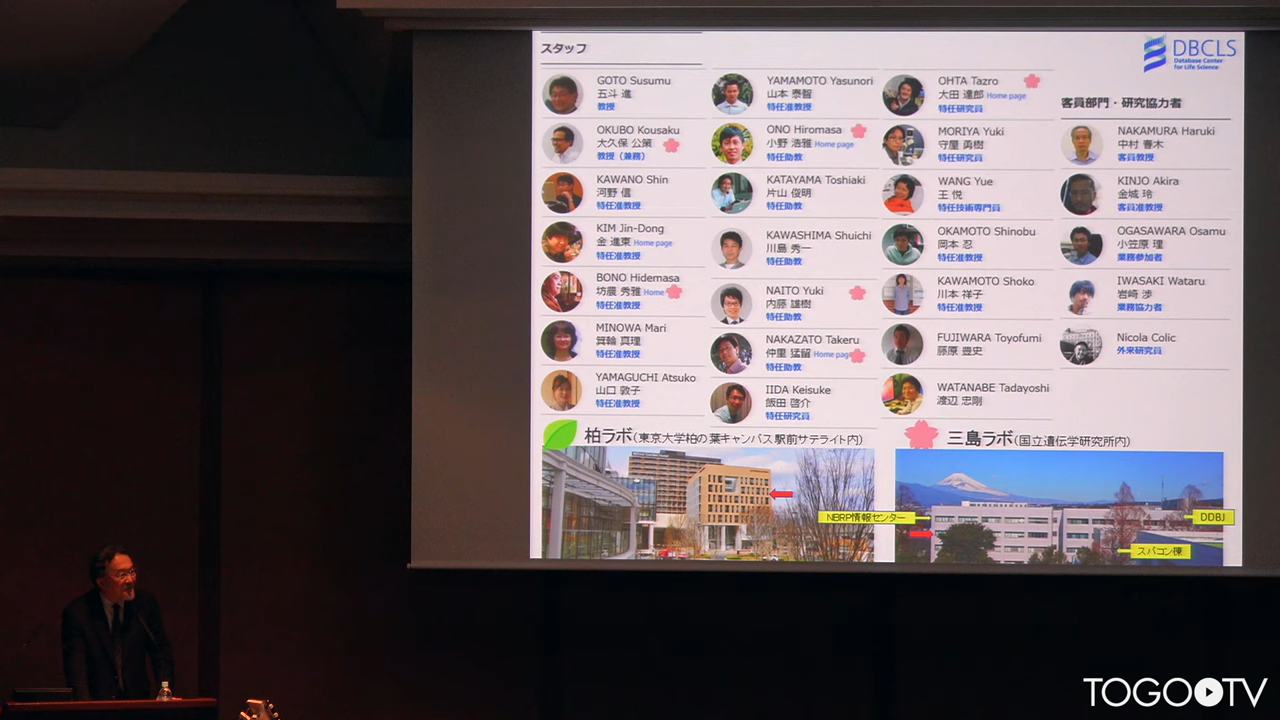 スタッフ
DBCLS
Database Center
for Life Science
GOTO Susumu
五斗 進
教授
OKUBO Kousaku
大久保 公策
教授（兼務）
KAWANO Shin
河野 信
特任准教授
KIM Jin-Dong
金 進東 Home page
特任准教授
BONO Hidemasa
坊農 秀雅 Home
特任准教授
MINOWA Mari
箕輪 真理
特任准教授
YAMAGUCHI Atsuko
山口 敦子
特任准教授
YAMAMOTO Yasunori
山本 泰智
特任准教授
ONO Hiromasa
小野 浩雅 Home page
特任助教
KATAYAMA Toshiaki
片山 俊明
特任助教
KAWASHIMA Shuichi
川島 秀一
特任助教
NAITO Yuki
内藤 雄樹
特任助教
NAKAZATO Takeru
仲里 猛留 Home page
特任助教
IIDA Keisuke
飯田 啓介
特任研究員
OHTA Tazro
大田 達郎 Home page
特任研究員
MORIYA Yuki
守屋 勇樹
特任研究員
WANG Yue
王 悦
特任技術専門員
OKAMOTO Shinobu
岡本 忍
特任准教授
KAWAMOTO Shoko
川本 祥子
特任准教授
FUJIWARA Toyofumi
藤原 豊史
WATANABE Tadayoshi
渡辺 忠剛
客員部門・研究協力者
NAKAMURA Haruki
中村 春木
客員教授
KINJO Akira
金城 玲
客員准教授
OGASAWARA Osamu
小笠原 理
業務参加者
IWASAKI Wataru
岩崎 渉
業務協力者
Nicola Colic
外来研究員
柏ラボ（東京大学柏の葉キャンパス駅前サテライト内）
三島ラボ（国立遺伝学研究所内）
NBRP情報センター
DDBJ
スパコン棟
TOGOTV